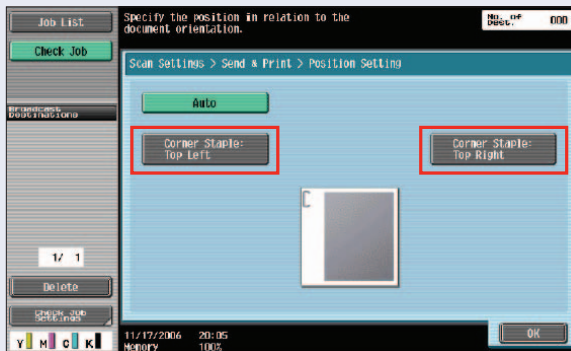 Job List
Specify the position in relation to the
document orientation.
No. of
Dest.
000
Check Job
Scan Settings > Send & Print > Position Setting
Auto
Broadcast
Destinations
Corner Staple:
Top Left
Corner Staple:
Top Right
1/ 1
Delete
Check Job
Settings
OK
11/17/2006 20:05
Memory 100%
Y M C K